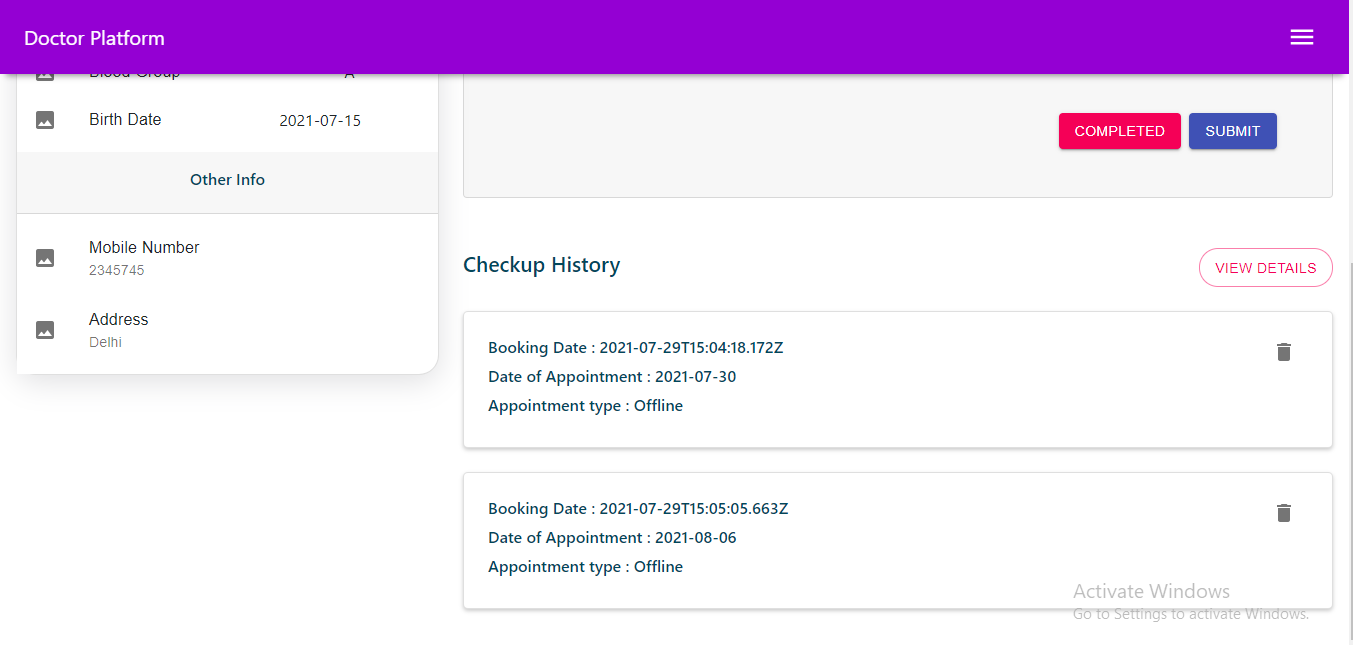 Doctor Platform
Blood Group A
Birth Date 2021-07-15
Other Info
Mobile Number
2345745
Address
Delhi
COMPLETED SUBMIT
Checkup History VIEW DETAILS
Booking Date : 2021-07-29T15:04:18.172Z
Date of Appointment : 2021-07-30
Appointment type : Offline
Booking Date : 2021-07-29T15:05:05.663Z
Date of Appointment : 2021-08-06
Appointment type : Offline
Activate Windows
Go to Settings to activate Windows.